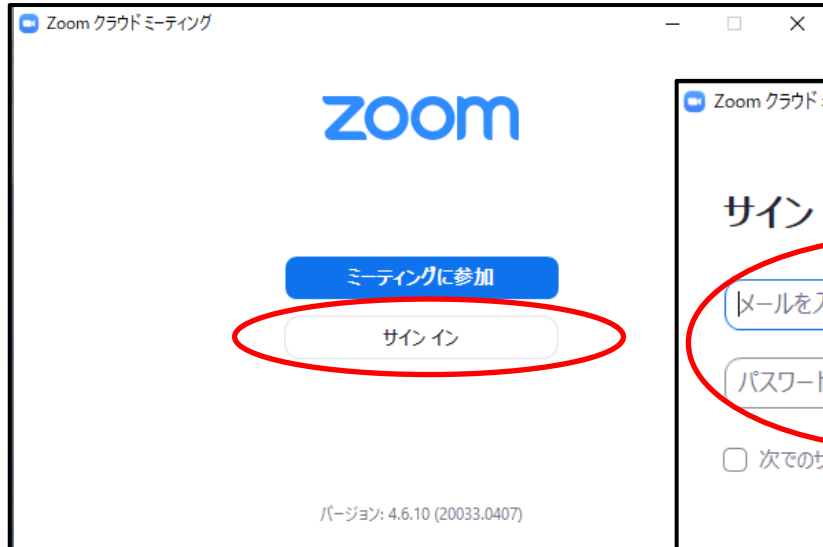 Zoom クラウド ミーティング
zoom
ミーティングに参加
サイン イン
バージョン: 4.6.10 (20033.0407)
Zoom クラウド
サイン
メールを入
パスワード
次でのサ